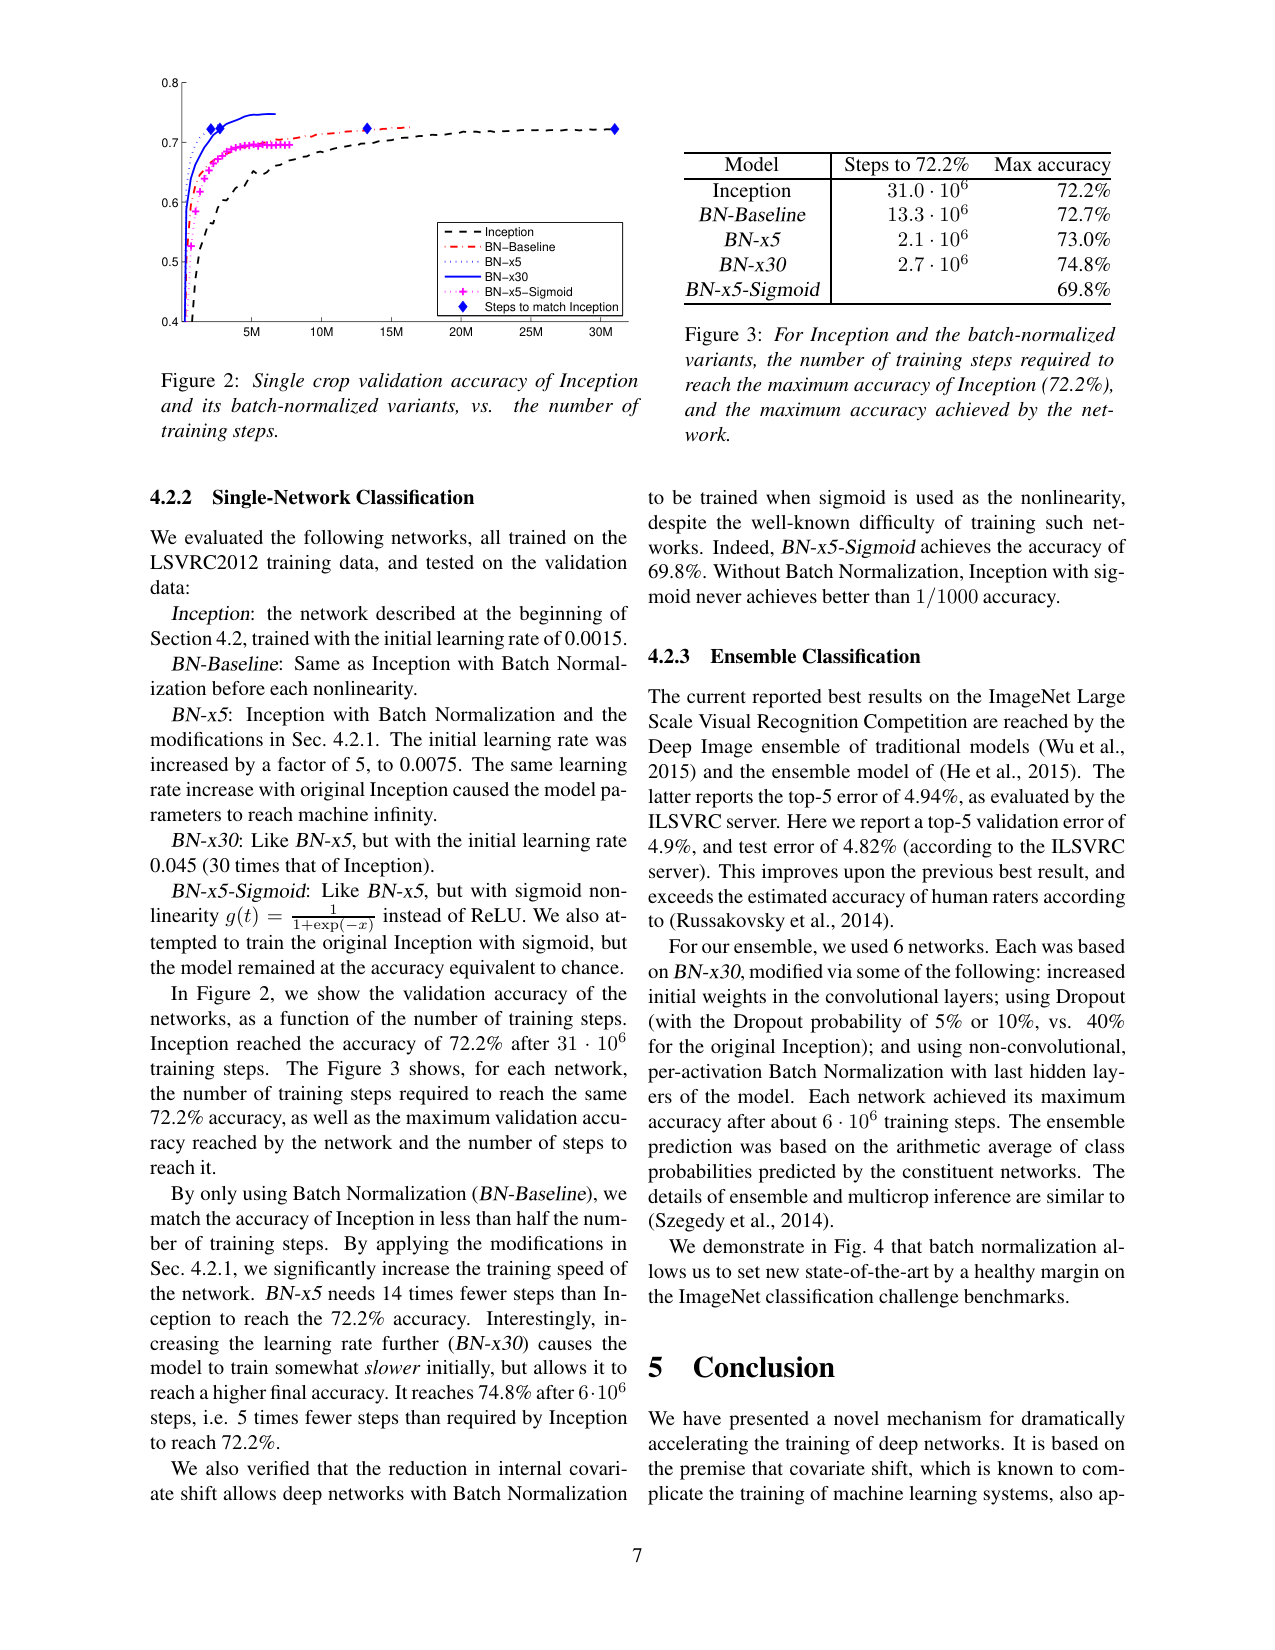 0.8
0.7
0.6
0.5
0.4
5M 10M 15M 20M 25M 30M
Inception
BN−Baseline
BN−x5
BN−x30
BN−x5−Sigmoid
Steps to match Inception
Figure 2: Single crop validation accuracy of Inception
and its batch-normalized variants, vs. the number of
training steps.
Model Steps to 72.2% Max accuracy
Inception 31.0 · 10^6 72.2%
BN-Baseline 13.3 · 10^6 72.7%
BN-x5 2.1 · 10^6 73.0%
BN-x30 2.7 · 10^6 74.8%
BN-x5-Sigmoid 69.8%
Figure 3: For Inception and the batch-normalized
variants, the number of training steps required to
reach the maximum accuracy of Inception (72.2%),
and the maximum accuracy achieved by the net-
work.
4.2.2 Single-Network Classification
We evaluated the following networks, all trained on the
LSVRC2012 training data, and tested on the validation
data:
Inception: the network described at the beginning of
Section 4.2, trained with the initial learning rate of 0.0015.
BN-Baseline: Same as Inception with Batch Normal-
ization before each nonlinearity.
BN-x5: Inception with Batch Normalization and the
modifications in Sec. 4.2.1. The initial learning rate was
increased by a factor of 5, to 0.0075. The same learning
rate increase with original Inception caused the model pa-
rameters to reach machine infinity.
BN-x30: Like BN-x5, but with the initial learning rate
0.045 (30 times that of Inception).
BN-x5-Sigmoid: Like BN-x5, but with sigmoid non-
linearity g(t) = 1/(1+exp(−x)) instead of ReLU. We also at-
tempted to train the original Inception with sigmoid, but
the model remained at the accuracy equivalent to chance.
In Figure 2, we show the validation accuracy of the
networks, as a function of the number of training steps.
Inception reached the accuracy of 72.2% after 31 · 10^6
training steps. The Figure 3 shows, for each network,
the number of training steps required to reach the same
72.2% accuracy, as well as the maximum validation accu-
racy reached by the network and the number of steps to
reach it.
By only using Batch Normalization (BN-Baseline), we
match the accuracy of Inception in less than half the num-
ber of training steps. By applying the modifications in
Sec. 4.2.1, we significantly increase the training speed of
the network. BN-x5 needs 14 times fewer steps than In-
ception to reach the 72.2% accuracy. Interestingly, in-
creasing the learning rate further (BN-x30) causes the
model to train somewhat slower initially, but allows it to
reach a higher final accuracy. It reaches 74.8% after 6·10^6
steps, i.e. 5 times fewer steps than required by Inception
to reach 72.2%.
We also verified that the reduction in internal covari-
ate shift allows deep networks with Batch Normalization
to be trained when sigmoid is used as the nonlinearity,
despite the well-known difficulty of training such net-
works. Indeed, BN-x5-Sigmoid achieves the accuracy of
69.8%. Without Batch Normalization, Inception with sig-
moid never achieves better than 1/1000 accuracy.
4.2.3 Ensemble Classification
The current reported best results on the ImageNet Large
Scale Visual Recognition Competition are reached by the
Deep Image ensemble of traditional models (Wu et al.,
2015) and the ensemble model of (He et al., 2015). The
latter reports the top-5 error of 4.94%, as evaluated by the
ILSVRC server. Here we report a top-5 validation error of
4.9%, and test error of 4.82% (according to the ILSVRC
server). This improves upon the previous best result, and
exceeds the estimated accuracy of human raters according
to (Russakovsky et al., 2014).
For our ensemble, we used 6 networks. Each was based
on BN-x30, modified via some of the following: increased
initial weights in the convolutional layers; using Dropout
(with the Dropout probability of 5% or 10%, vs. 40%
for the original Inception); and using non-convolutional,
per-activation Batch Normalization with last hidden lay-
ers of the model. Each network achieved its maximum
accuracy after about 6 · 10^6 training steps. The ensemble
prediction was based on the arithmetic average of class
probabilities predicted by the constituent networks. The
details of ensemble and multicrop inference are similar to
(Szegedy et al., 2014).
We demonstrate in Fig. 4 that batch normalization al-
lows us to set new state-of-the-art by a healthy margin on
the ImageNet classification challenge benchmarks.
5 Conclusion
We have presented a novel mechanism for dramatically
accelerating the training of deep networks. It is based on
the premise that covariate shift, which is known to com-
plicate the training of machine learning systems, also ap-
7